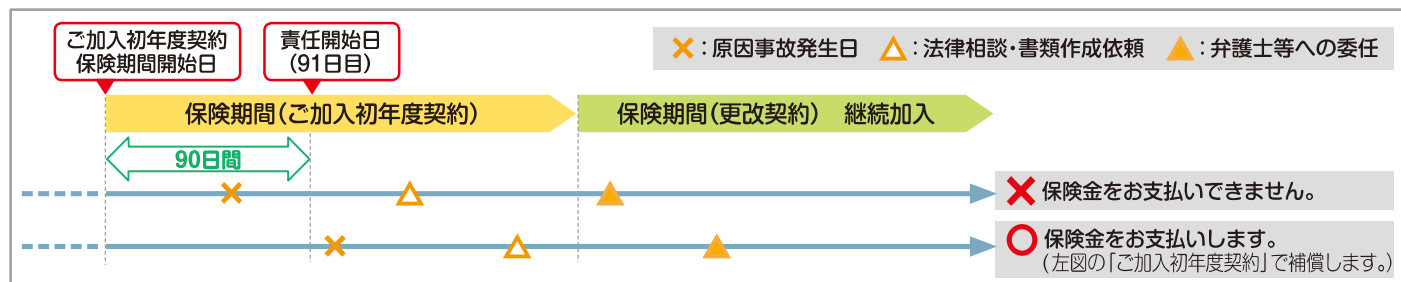 ご加入初年度契約
保険期間開始日
責任開始日
(91日目)
×:原因事故発生日 △:法律相談・書類作成依頼 ▲:弁護士等への委任
保険期間(ご加入初年度契約)
保険期間(更改契約) 継続加入
90日間
× 保険金をお支払いできません。
○ 保険金をお支払いします。
(左図の「ご加入初年度契約」で補償します。)